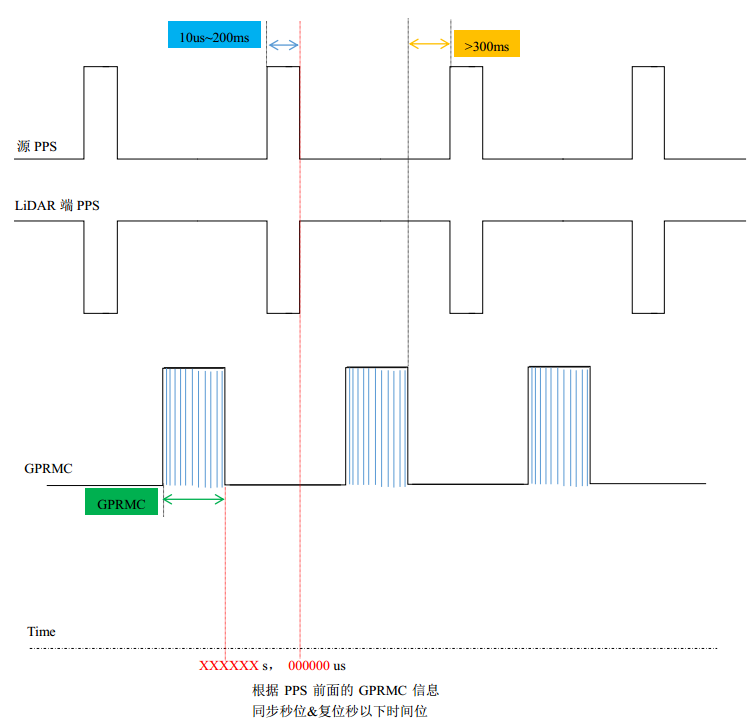 10us~200ms
>300ms
源 PPS
LiDAR 端 PPS
GPRMC
GPRMC
Time
XXXXXX s， 000000 us
根据 PPS 前面的 GPRMC 信息
同步秒位&复位秒以下时间位